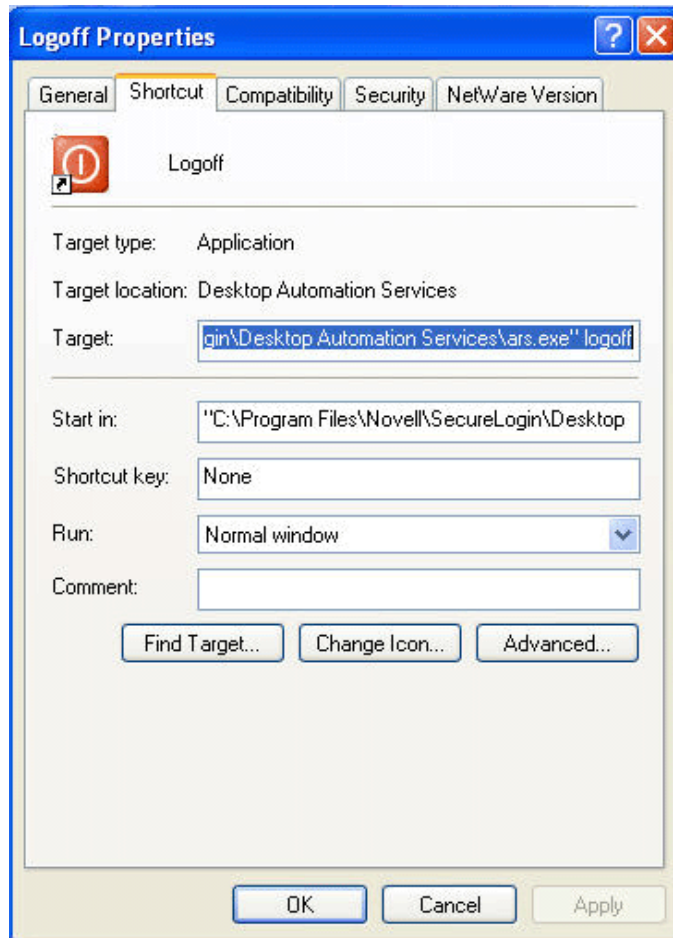 Logoff Properties
General Shortcut Compatibility Security NetWare Version
Logoff
Target type: Application
Target location: Desktop Automation Services
Target: gin\Desktop Automation Services\ars.exe" logoff
Start in: "C:\Program Files\Novell\SecureLogin\Desktop
Shortcut key: None
Run: Normal window
Comment:
Find Target... Change Icon... Advanced...
OK Cancel Apply